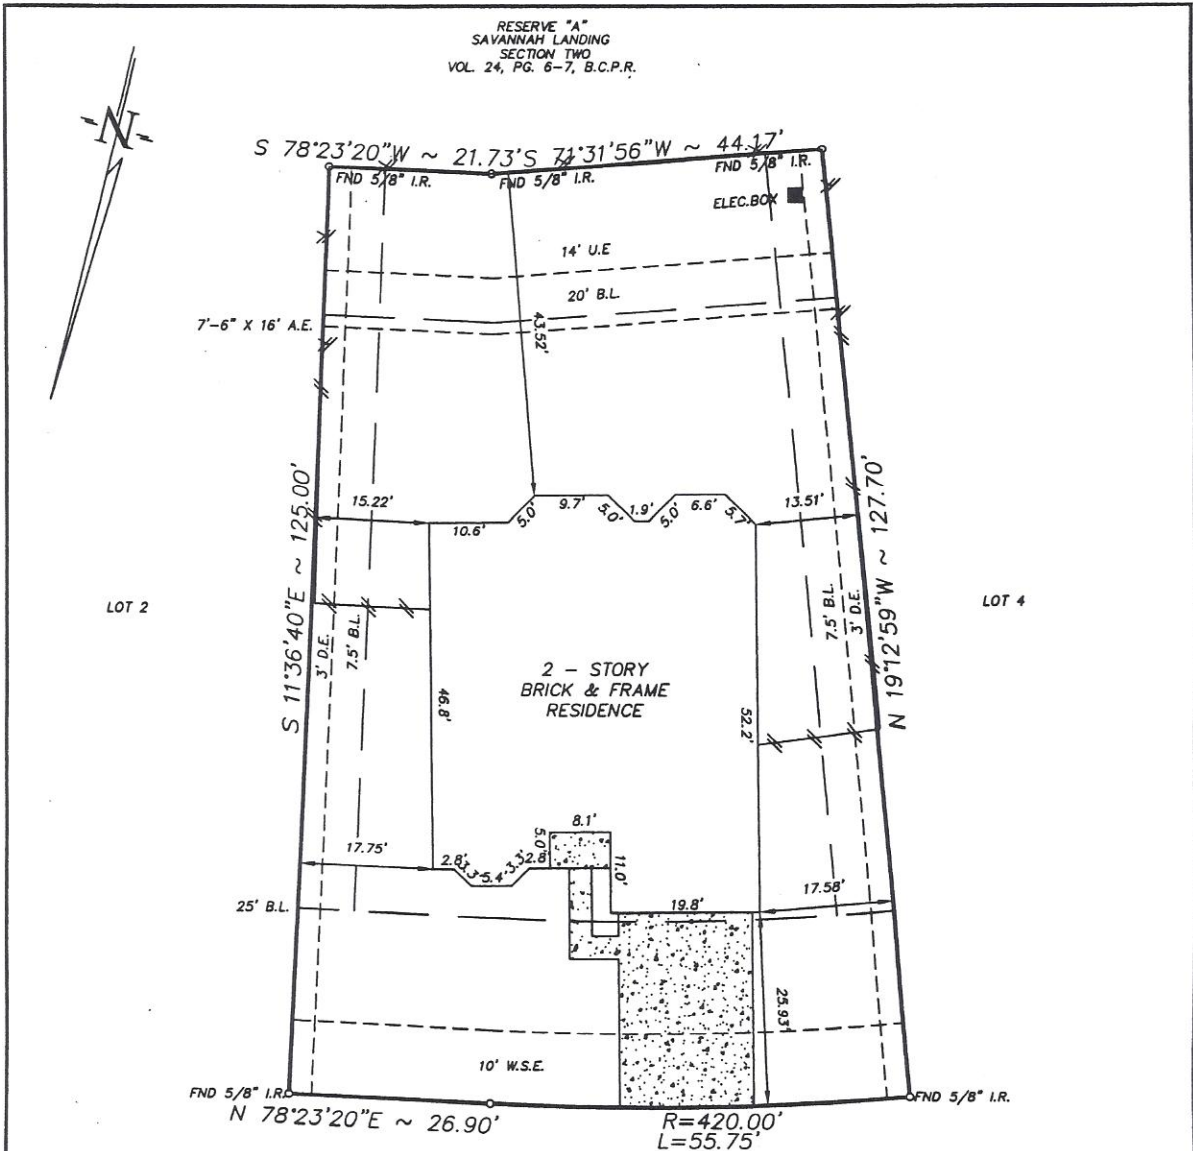 RESERVE "A"
SAVANNAH LANDING
SECTION TWO
VOL. 24, PG. 6-7, B.C.P.R.
-N-
S 78°23'20"W ~ 21.73'
S 71°31'56"W ~ 44.17'
FND 5/8" I.R.
FND 5/8" I.R.
FND 5/8" I.R.
ELEC.BOX
14' U.E
20' B.L.
7'-6" X 16' A.E.
43.52'
S 11°36'40"E ~ 125.00'
N 19°12'59"W ~ 127.70'
15.22'
10.6'
5.0'
9.7'
5.0'
1.9'
5.0'
6.6'
5.7'
13.51'
LOT 2
LOT 4
3' D.E.
7.5' B.L.
7.5' B.L.
3' D.E.
2 - STORY
BRICK & FRAME
RESIDENCE
46.8'
52.2'
8.1'
5.0'
11.0'
17.75'
2.8'
3.3'
5.4'
3.3'
2.8'
19.8'
17.58'
25' B.L.
25.93'
10' W.S.E.
FND 5/8" I.R.
FND 5/8" I.R.
N 78°23'20"E ~ 26.90'
R=420.00'
L=55.75'